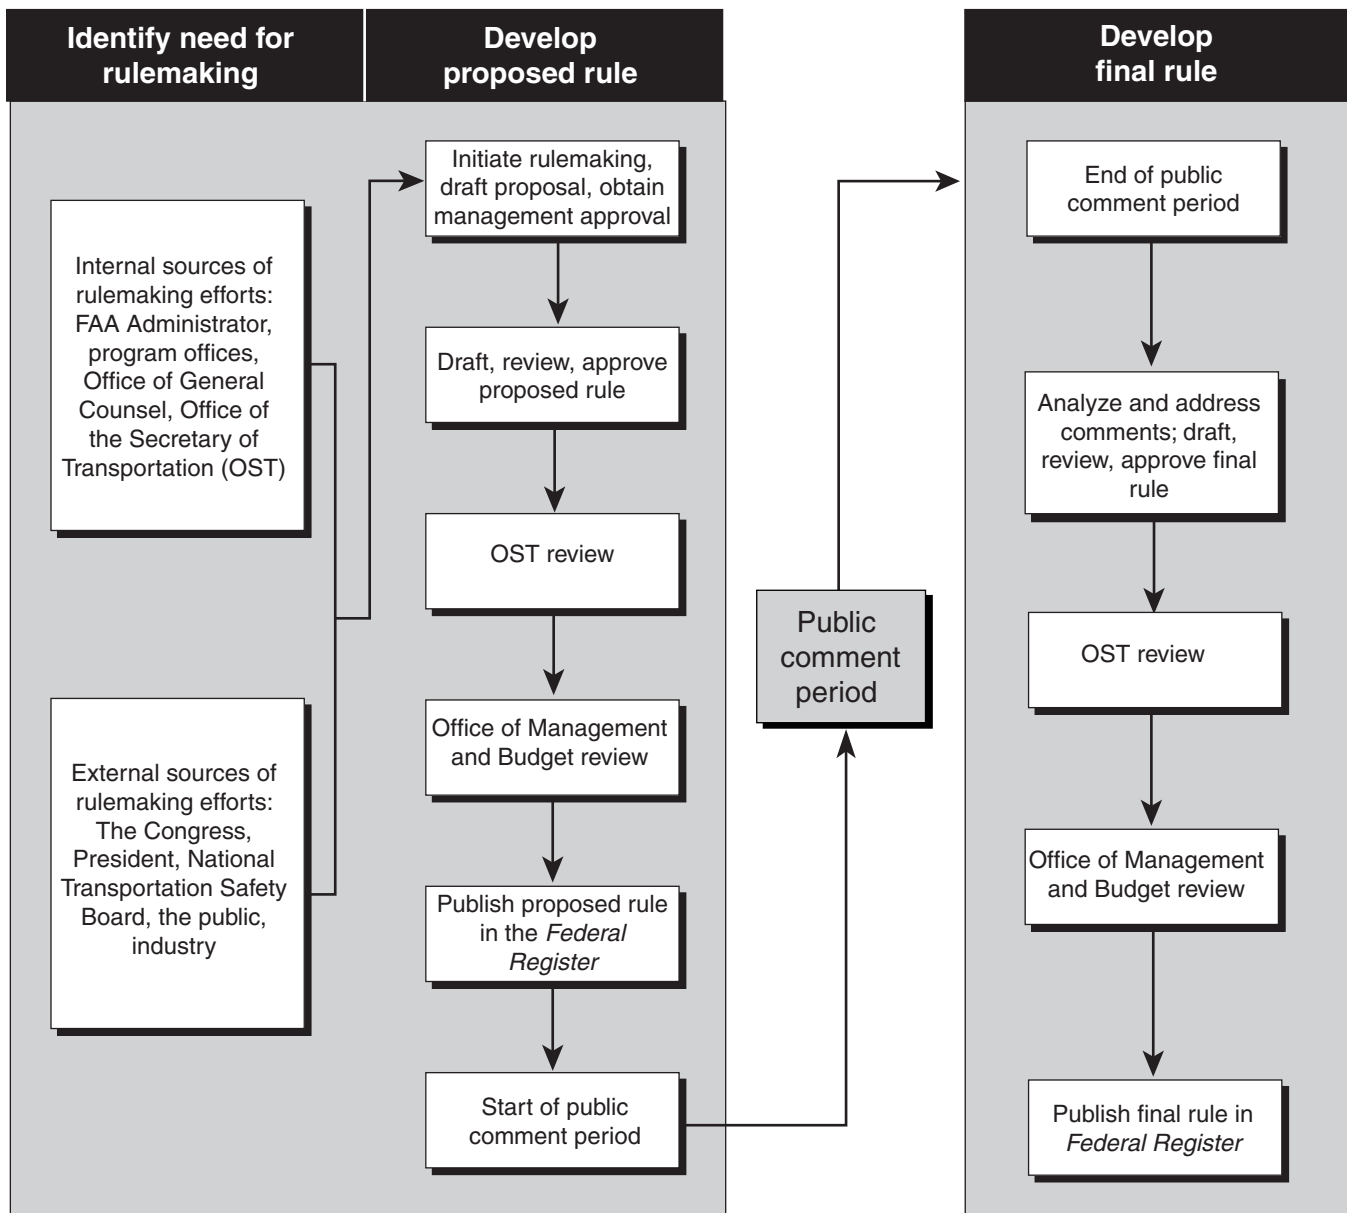 Identify need for
rulemaking
Internal sources of
rulemaking efforts:
FAA Administrator,
program offices,
Office of General
Counsel, Office of
the Secretary of
Transportation (OST)
External sources of
rulemaking efforts:
The Congress,
President, National
Transportation Safety
Board, the public,
industry
Develop
proposed rule
Initiate rulemaking,
draft proposal, obtain
management approval
Draft, review, approve
proposed rule
OST review
Office of Management
and Budget review
Publish proposed rule
in the Federal
Register
Start of public
comment period
Public
comment
period
Develop
final rule
End of public
comment period
Analyze and address
comments; draft,
review, approve final
rule
OST review
Office of Management
and Budget review
Publish final rule in
Federal Register